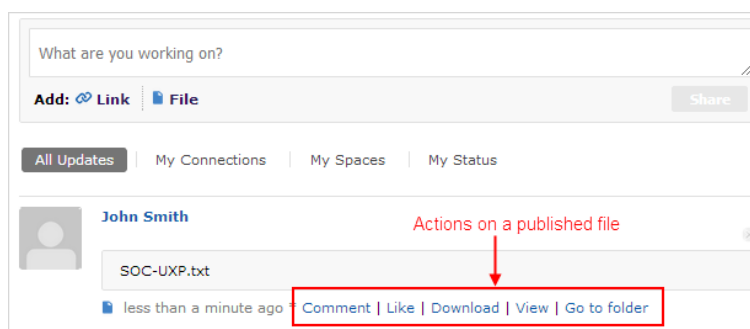 What are you working on?
Add: Link File
Share
All Updates | My Connections | My Spaces | My Status
John Smith
Actions on a published file
SOC-UXP.txt
less than a minute ago * Comment | Like | Download | View | Go to folder